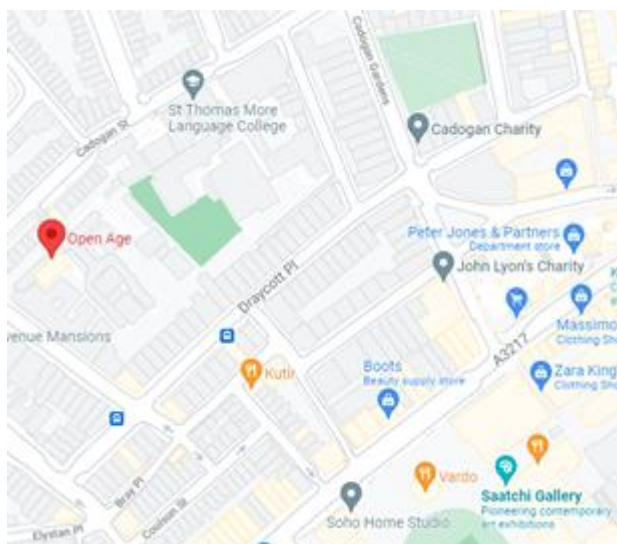 Cadogan Gardens
St Thomas More
Language College
Cadogan Charity
Cadogan St
Open Age
Peter Jones & Partners
Department store
John Lyon's Charity
Draycott Pl
venue Mansions
Massimo
Clothing Sho
A3217
Kutir
Boots
Beauty supply store
Zara King
Clothing Sho
Bray Pl
Vardo
Coulson St
Saatchi Gallery
Pioneering contemporary
art exhibitions
Soho Home Studio
Elystan Pl